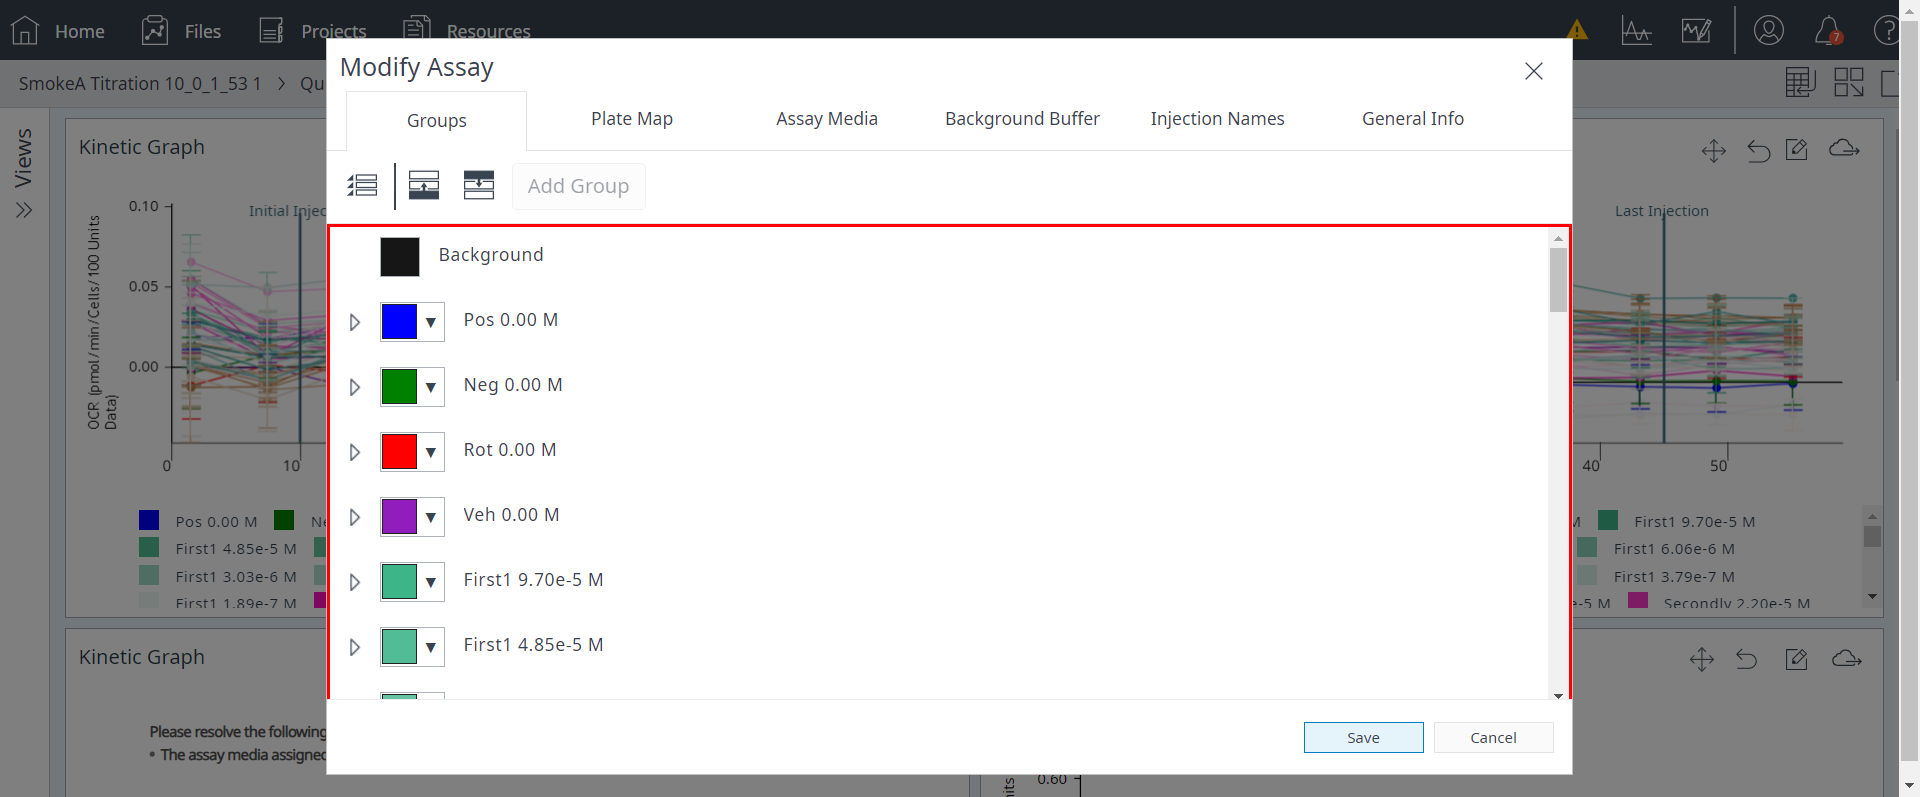 Home Files Projects Resources
7
SmokeA Titration 10_0_1_53 1 > Qu
Modify Assay
Groups Plate Map Assay Media Background Buffer Injection Names General Info
Add Group
Background
Pos 0.00 M
Neg 0.00 M
Rot 0.00 M
Veh 0.00 M
First1 9.70e-5 M
First1 4.85e-5 M
Save Cancel
Views
Kinetic Graph
OCR (pmol/min/Cells/100 Units Data)
0.10
0.05
0.00
Initial Injec
0 10
Pos 0.00 M Ne
First1 4.85e-5 M
First1 3.03e-6 M
First1 1.89e-7 M
Last Injection
40 50
M First1 9.70e-5 M
First1 6.06e-6 M
First1 3.79e-7 M
e-5 M Secondly 2.20e-5 M
Kinetic Graph
Please resolve the following
• The assay media assigned
0.60
nits